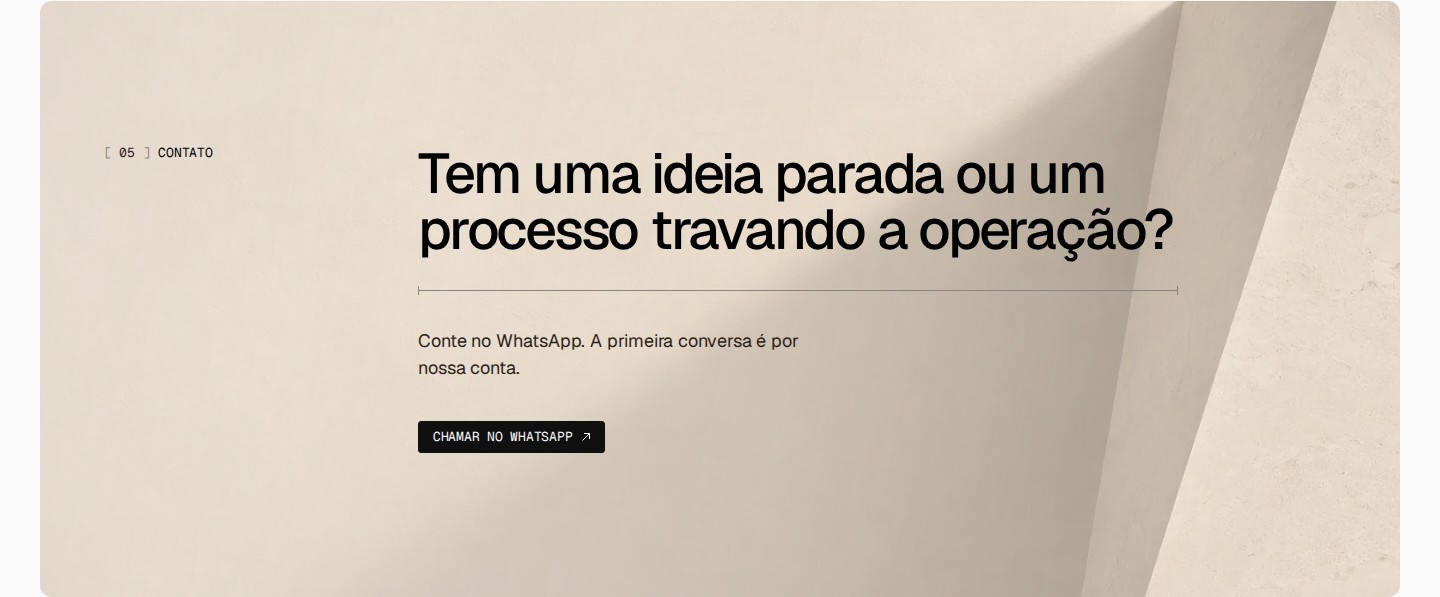 [ 05 ] CONTATO
Tem uma ideia parada ou um
processo travando a operação?
Conte no WhatsApp. A primeira conversa é por
nossa conta.
CHAMAR NO WHATSAPP ↗